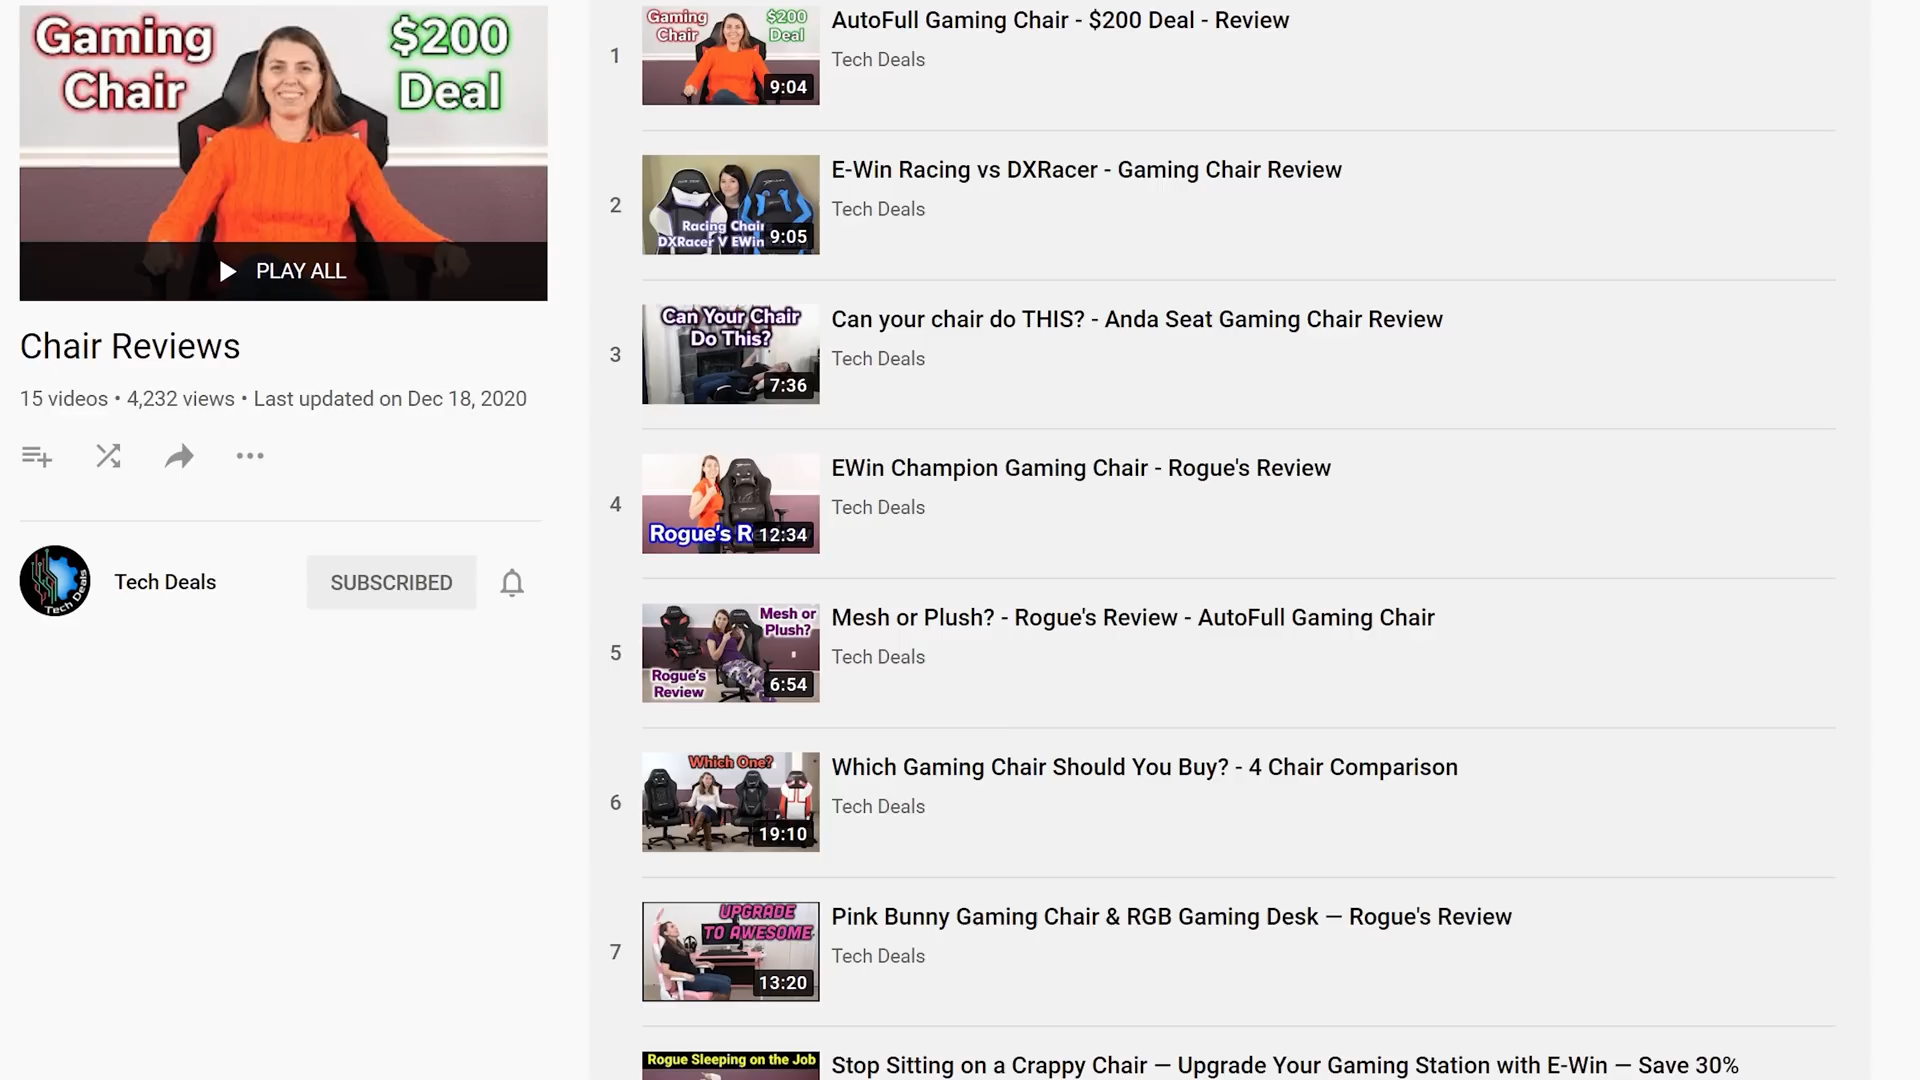 Gaming
Chair
$200
Deal
PLAY ALL
Chair Reviews
15 videos • 4,232 views • Last updated on Dec 18, 2020
Tech Deals
Tech Deals
SUBSCRIBED
1
Gaming
Chair
$200
Deal
9:04
AutoFull Gaming Chair - $200 Deal - Review
Tech Deals
2
Racing Chair
DXRacer V EWin
9:05
E-Win Racing vs DXRacer - Gaming Chair Review
Tech Deals
3
Can Your Chair
Do This?
7:36
Can your chair do THIS? - Anda Seat Gaming Chair Review
Tech Deals
4
Rogue's R
12:34
EWin Champion Gaming Chair - Rogue's Review
Tech Deals
5
Mesh or
Plush?
Rogue's
Review
6:54
Mesh or Plush? - Rogue's Review - AutoFull Gaming Chair
Tech Deals
6
Which One?
19:10
Which Gaming Chair Should You Buy? - 4 Chair Comparison
Tech Deals
7
UPGRADE
TO AWESOME
13:20
Pink Bunny Gaming Chair & RGB Gaming Desk — Rogue's Review
Tech Deals
Rogue Sleeping on the Job
Stop Sitting on a Crappy Chair — Upgrade Your Gaming Station with E-Win — Save 30%